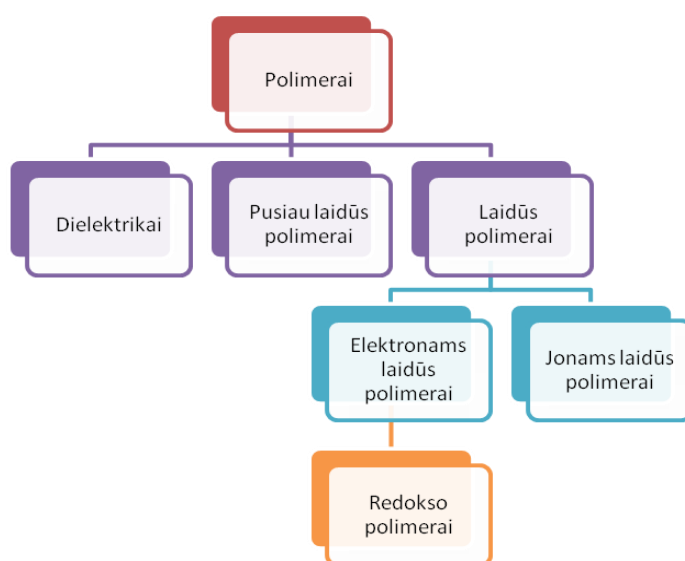 Polimerai
Dielektrikai
Pusiau laidūs
polimerai
Laidūs
polimerai
Elektronams
laidūs
polimerai
Jonams laidūs
polimerai
Redokso
polimerai